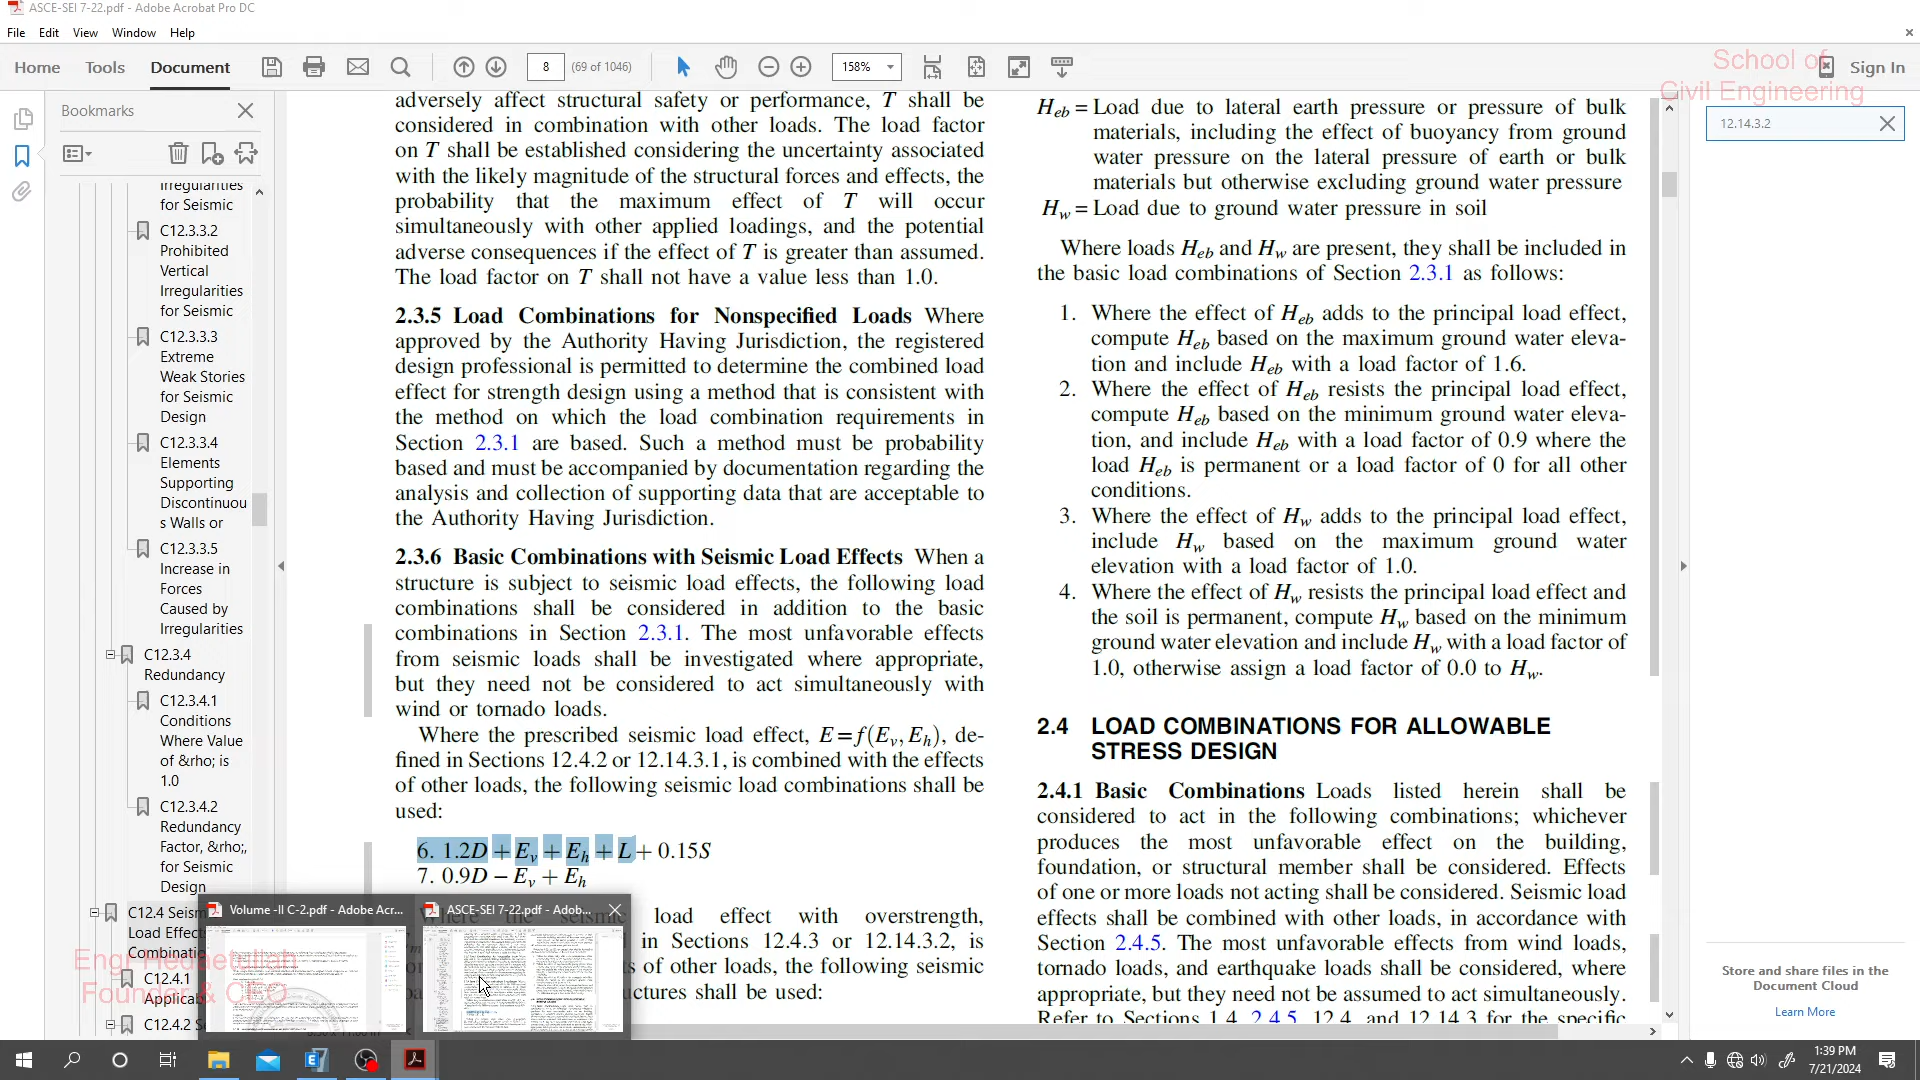 ASCE-SEI 7-22.pdf - Adobe Acrobat Pro DC
File Edit View Window Help
Home Tools Document
8 (69 of 1046)
158%
Sign In
School of
Civil Engineering
Bookmarks
Irregularities
for Seismic
C12.3.3.2
Prohibited
Vertical
Irregularities
for Seismic
C12.3.3.3
Extreme
Weak Stories
for Seismic
Design
C12.3.3.4
Elements
Supporting
Discontinuou
s Walls or
C12.3.3.5
Increase in
Forces
Caused by
Irregularities
C12.3.4
Redundancy
C12.3.4.1
Conditions
Where Value
of &rho; is
1.0
C12.3.4.2
Redundancy
Factor, &rho;,
for Seismic
Design
C12.4 Seism
Load Effect
Combinatio
C12.4.1
Applica
C12.4.2 S
adversely affect structural safety or performance, T shall be
considered in combination with other loads. The load factor
on T shall be established considering the uncertainty associated
with the likely magnitude of the structural forces and effects, the
probability that the maximum effect of T will occur
simultaneously with other applied loadings, and the potential
adverse consequences if the effect of T is greater than assumed.
The load factor on T shall not have a value less than 1.0.
2.3.5 Load Combinations for Nonspecified Loads Where
approved by the Authority Having Jurisdiction, the registered
design professional is permitted to determine the combined load
effect for strength design using a method that is consistent with
the method on which the load combination requirements in
Section 2.3.1 are based. Such a method must be probability
based and must be accompanied by documentation regarding the
analysis and collection of supporting data that are acceptable to
the Authority Having Jurisdiction.
2.3.6 Basic Combinations with Seismic Load Effects When a
structure is subject to seismic load effects, the following load
combinations shall be considered in addition to the basic
combinations in Section 2.3.1. The most unfavorable effects
from seismic loads shall be investigated where appropriate,
but they need not be considered to act simultaneously with
wind or tornado loads.
Where the prescribed seismic load effect, E=f(Ev, Eh), de-
fined in Sections 12.4.2 or 12.14.3.1, is combined with the effects
of other loads, the following seismic load combinations shall be
used:
6. 1.2D + Ev + Eh + L + 0.15S
7. 0.9D − Ev + Eh
load effect with overstrength,
in Sections 12.4.3 or 12.14.3.2, is
s of other loads, the following seismic
uctures shall be used:
Heb = Load due to lateral earth pressure or pressure of bulk
materials, including the effect of buoyancy from ground
water pressure on the lateral pressure of earth or bulk
materials but otherwise excluding ground water pressure
Hw = Load due to ground water pressure in soil
Where loads Heb and Hw are present, they shall be included in
the basic load combinations of Section 2.3.1 as follows:
1. Where the effect of Heb adds to the principal load effect,
compute Heb based on the maximum ground water eleva-
tion and include Heb with a load factor of 1.6.
2. Where the effect of Heb resists the principal load effect,
compute Heb based on the minimum ground water eleva-
tion, and include Heb with a load factor of 0.9 where the
load Heb is permanent or a load factor of 0 for all other
conditions.
3. Where the effect of Hw adds to the principal load effect,
include Hw based on the maximum ground water
elevation with a load factor of 1.0.
4. Where the effect of Hw resists the principal load effect and
the soil is permanent, compute Hw based on the minimum
ground water elevation and include Hw with a load factor of
1.0, otherwise assign a load factor of 0.0 to Hw.
2.4 LOAD COMBINATIONS FOR ALLOWABLE
STRESS DESIGN
2.4.1 Basic Combinations Loads listed herein shall be
considered to act in the following combinations; whichever
produces the most unfavorable effect on the building,
foundation, or structural member shall be considered. Effects
of one or more loads not acting shall be considered. Seismic load
effects shall be combined with other loads, in accordance with
Section 2.4.5. The most unfavorable effects from wind loads,
tornado loads, and earthquake loads shall be considered, where
appropriate, but they need not be assumed to act simultaneously.
Refer to Sections 1.4, 2.4.5, 12.4, and 12.14.3 for the specific
12.14.3.2
Store and share files in the
Document Cloud
Learn More
Volume -II C-2.pdf - Adobe Acr...
ASCE-SEI 7-22.pdf - Adob...
Founder & CEO
1:39 PM
7/21/2024